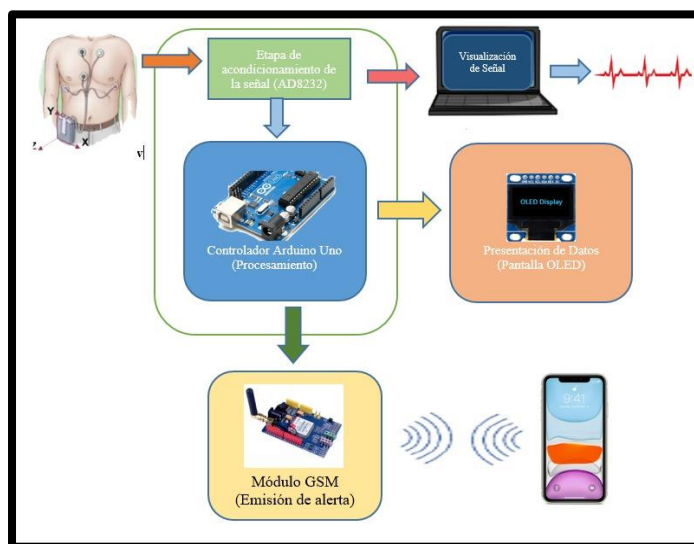 Etapa de
acondicionamiento de
la señal (AD8232)
Visualización
de Señal
Y
X
v
Controlador Arduino Uno
(Procesamiento)
OLED Display
Presentación de Datos
(Pantalla OLED)
Módulo GSM
(Emisión de alerta)
9:41